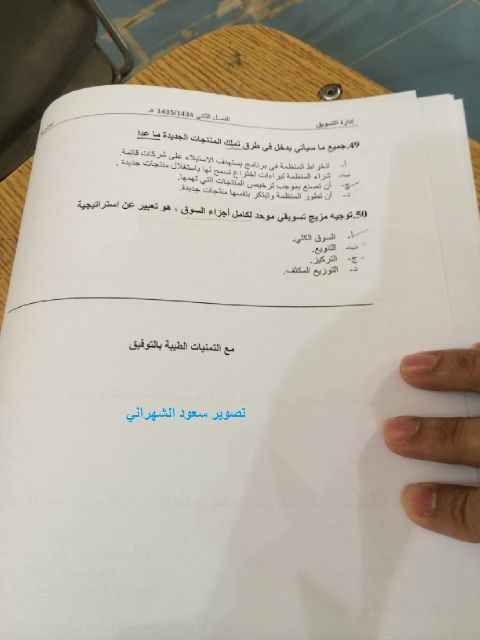 إدارة التسويق
الفصل الثاني 1435/1434 هـ
49.جميع ما سيأتي يدخل في طرق تملك المنتجات الجديدة ما عدا
أ- انخراط المنظمة في برنامج يستهدف الاستيلاء على شركات قائمة.
ب- شراء المنظمة لبراءات اختراع تسمح لها باستغلال منتجات جديدة.
ج- أن تصنع بموجب ترخيص المنتجات التي تهمها.
د- أن تطور المنظمة وتبتكر بنفسها منتجات جديدة.
50.توجيه مزيج تسويقي موحد لكامل أجزاء السوق ، هو تعبير عن استراتيجية
أ- السوق الكلي.
ب- التنويع.
ج- التركيز.
د- التوزيع المكثف.
مع التمنيات الطيبة بالتوفيق
تصوير سعود الشهراني